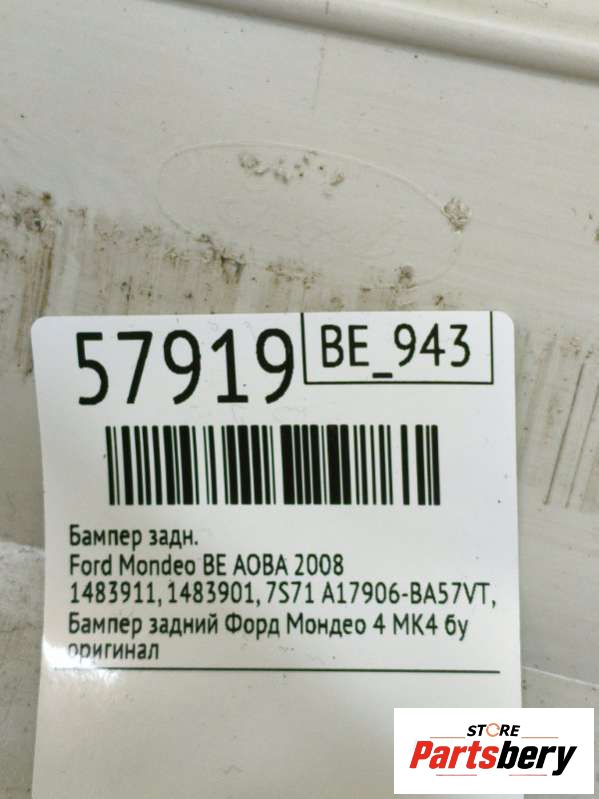 57919
BE_943
Бампер задн.
Ford Mondeo BE AOBA 2008
1483911, 1483901, 7S71 A17906-BA57VT,
Бампер задний Форд Мондео 4 МК4 бу
оригинал
STORE
Partsbery